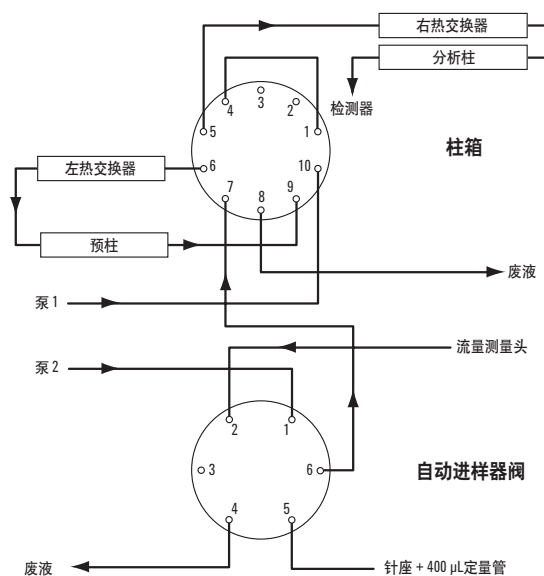 右热交换器
分析柱
检测器
3
4
2
5
1
柱箱
左热交换器
6
10
7
8
9
预柱
废液
泵 1
流量测量头
泵 2
2
1
3
6
自动进样器阀
4
5
废液
针座 + 400 µL定量管